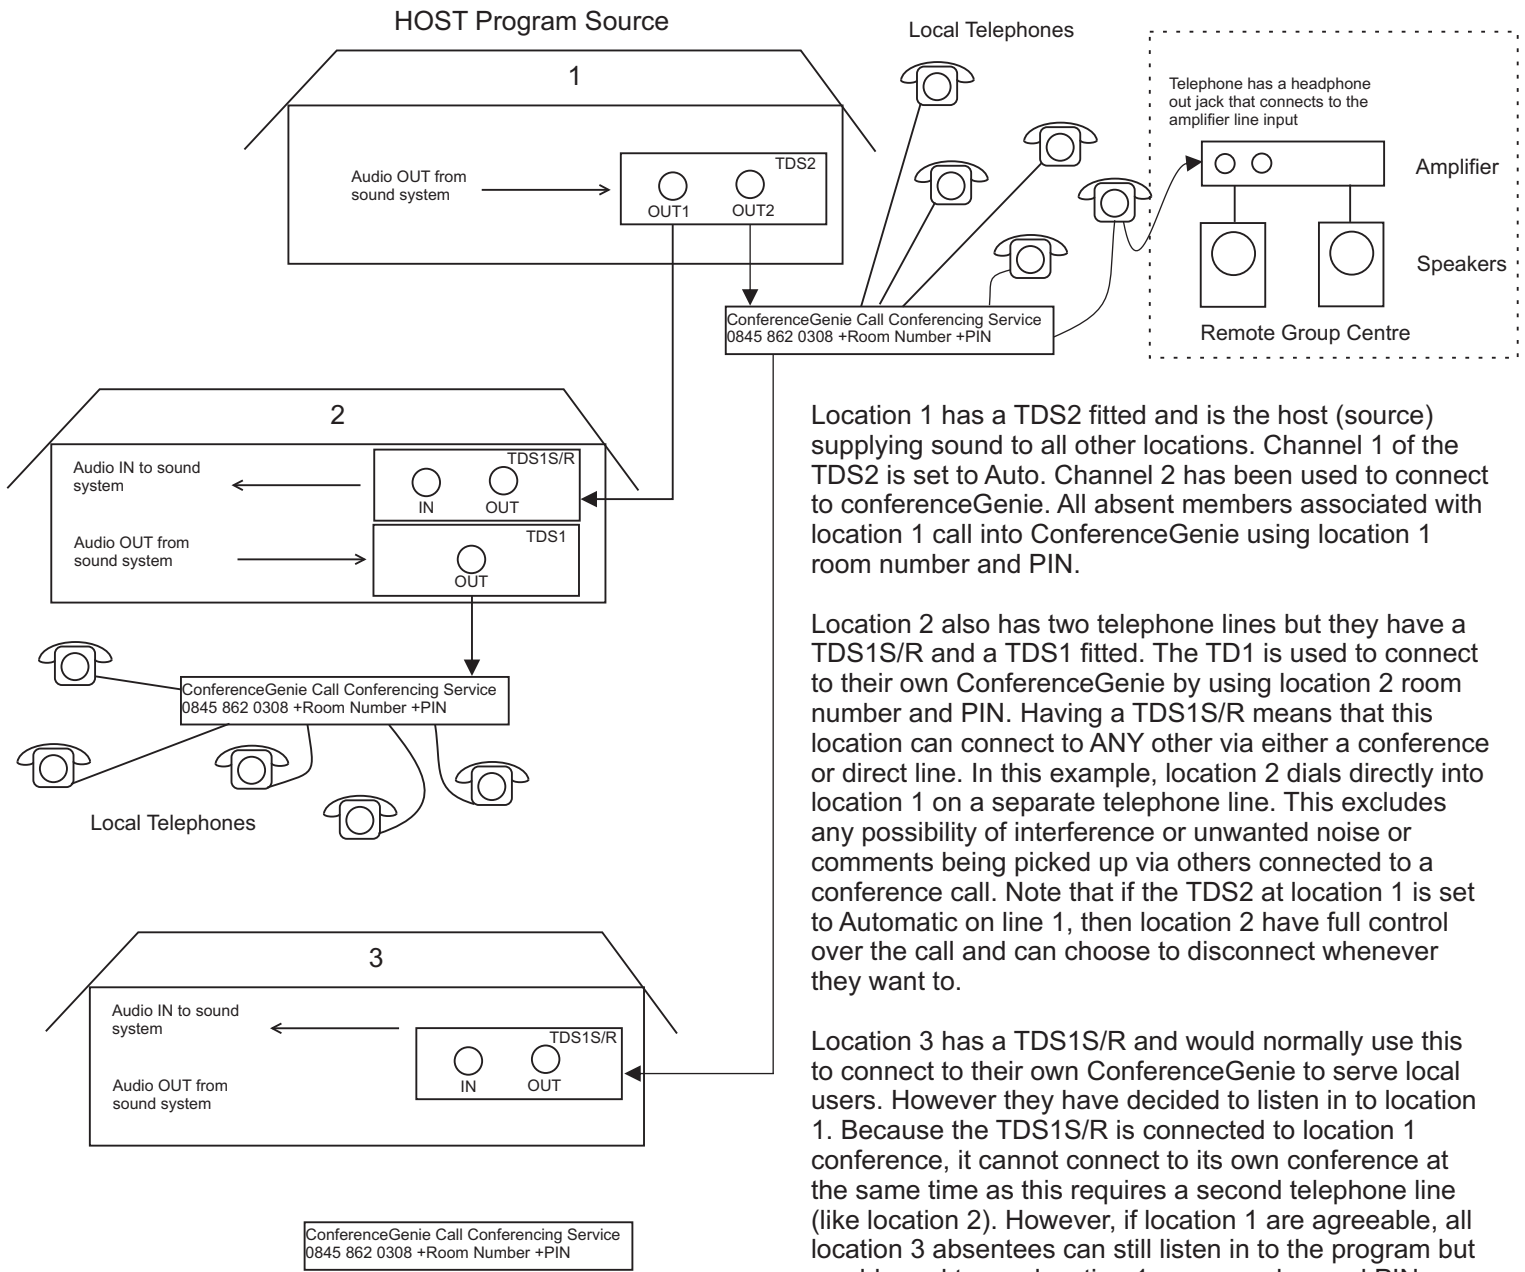 HOST Program Source
1
Audio OUT from
sound system
TDS2
OUT1
OUT2
Local Telephones
Telephone has a headphone
out jack that connects to the
amplifier line input
Amplifier
Speakers
Remote Group Centre
ConferenceGenie Call Conferencing Service
0845 862 0308 +Room Number +PIN
2
Audio IN to sound
system
TDS1S/R
IN
OUT
Audio OUT from
sound system
TDS1
OUT
ConferenceGenie Call Conferencing Service
0845 862 0308 +Room Number +PIN
Local Telephones
3
Audio IN to sound
system
TDS1S/R
IN
OUT
Audio OUT from
sound system
ConferenceGenie Call Conferencing Service
0845 862 0308 +Room Number +PIN
Location 1 has a TDS2 fitted and is the host (source)
supplying sound to all other locations. Channel 1 of the
TDS2 is set to Auto. Channel 2 has been used to connect
to conferenceGenie. All absent members associated with
location 1 call into ConferenceGenie using location 1
room number and PIN.
Location 2 also has two telephone lines but they have a
TDS1S/R and a TDS1 fitted. The TD1 is used to connect
to their own ConferenceGenie by using location 2 room
number and PIN. Having a TDS1S/R means that this
location can connect to ANY other via either a conference
or direct line. In this example, location 2 dials directly into
location 1 on a separate telephone line. This excludes
any possibility of interference or unwanted noise or
comments being picked up via others connected to a
conference call. Note that if the TDS2 at location 1 is set
to Automatic on line 1, then location 2 have full control
over the call and can choose to disconnect whenever
they want to.
Location 3 has a TDS1S/R and would normally use this
to connect to their own ConferenceGenie to serve local
users. However they have decided to listen in to location
1. Because the TDS1S/R is connected to location 1
conference, it cannot connect to its own conference at
the same time as this requires a second telephone line
(like location 2). However, if location 1 are agreeable, all
location 3 absentees can still listen in to the program but